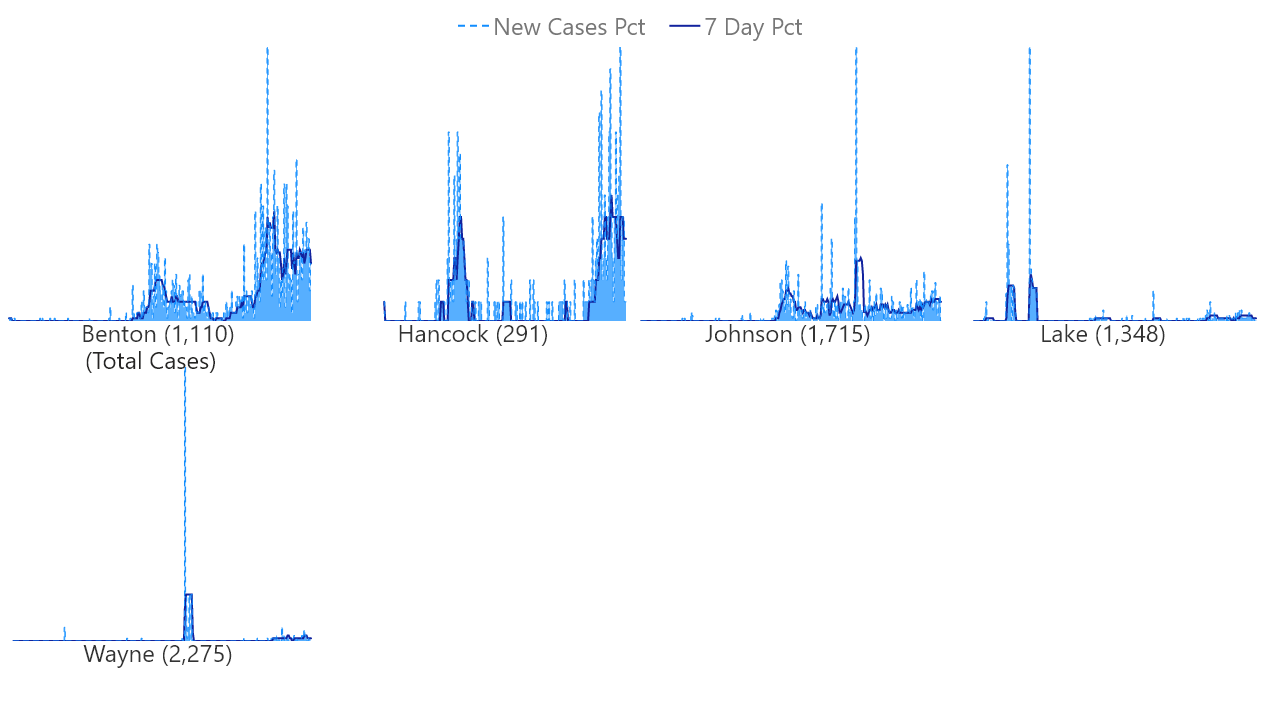 New Cases Pct 7 Day Pct
Benton (1,110)
(Total Cases)
Hancock (291)
Johnson (1,715)
Lake (1,348)
Wayne (2,275)